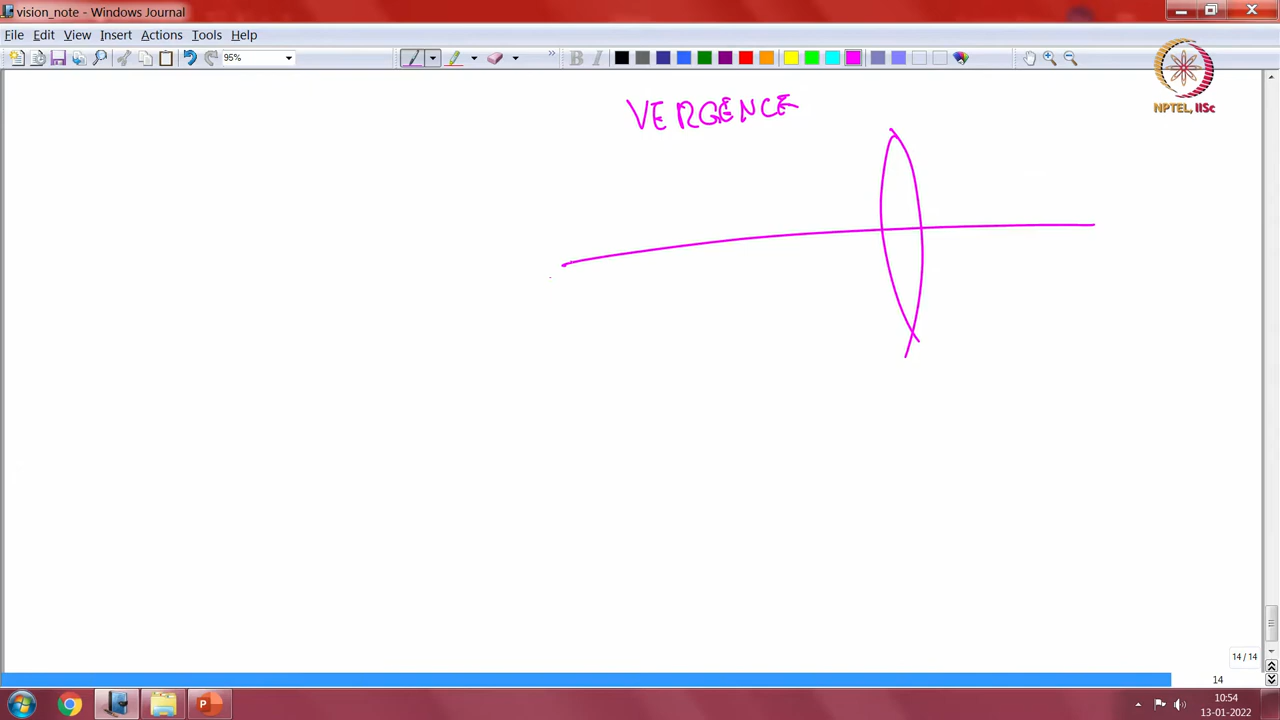 vision_note - Windows Journal
File Edit View Insert Actions Tools Help
95%
B I
NPTEL, IISc
VERGENCE
14 / 14
14
10:54
13-01-2022